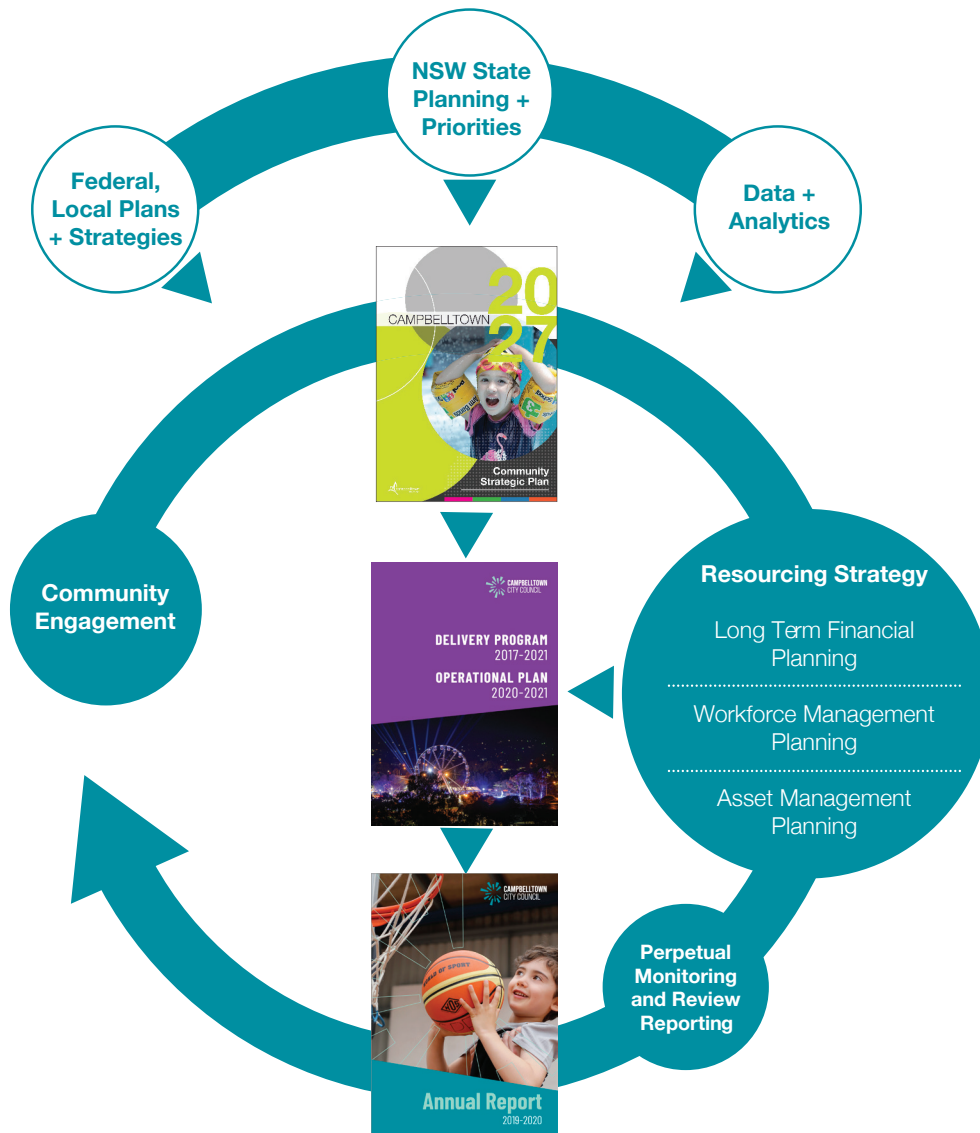 NSW State
Planning +
Priorities
Federal,
Local Plans
+ Strategies
Data +
Analytics
CAMPBELLTOWN
20
27
Community
Strategic Plan
Community
Engagement
CAMPBELLTOWN
CITY COUNCIL
DELIVERY PROGRAM
2017-2021
OPERATIONAL PLAN
2020-2021
Resourcing Strategy
Long Term Financial
Planning
Workforce Management
Planning
Asset Management
Planning
CAMPBELLTOWN
CITY COUNCIL
OF SPORT
Perpetual
Monitoring
and Review
Reporting
Annual Report
2019-2020